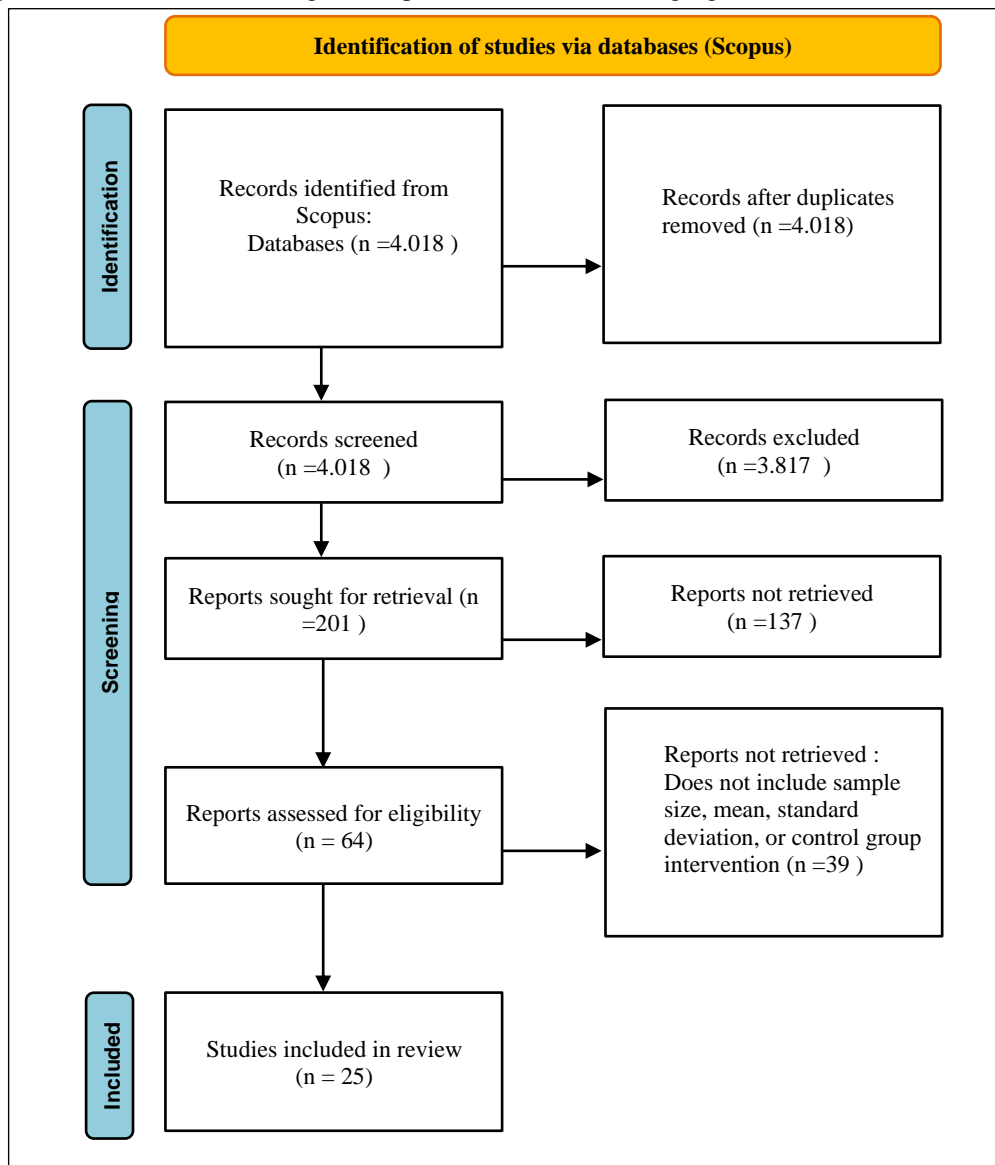 Identification of studies via databases (Scopus)
Identification
Records identified from
Scopus:
Databases (n =4.018 )
Records after duplicates
removed (n =4.018)
Screening
Records screened
(n =4.018 )
Records excluded
(n =3.817 )
Reports sought for retrieval (n
=201 )
Reports not retrieved
(n =137 )
Reports assessed for eligibility
(n = 64)
Reports not retrieved :
Does not include sample
size, mean, standard
deviation, or control group
intervention (n =39 )
Included
Studies included in review
(n = 25)